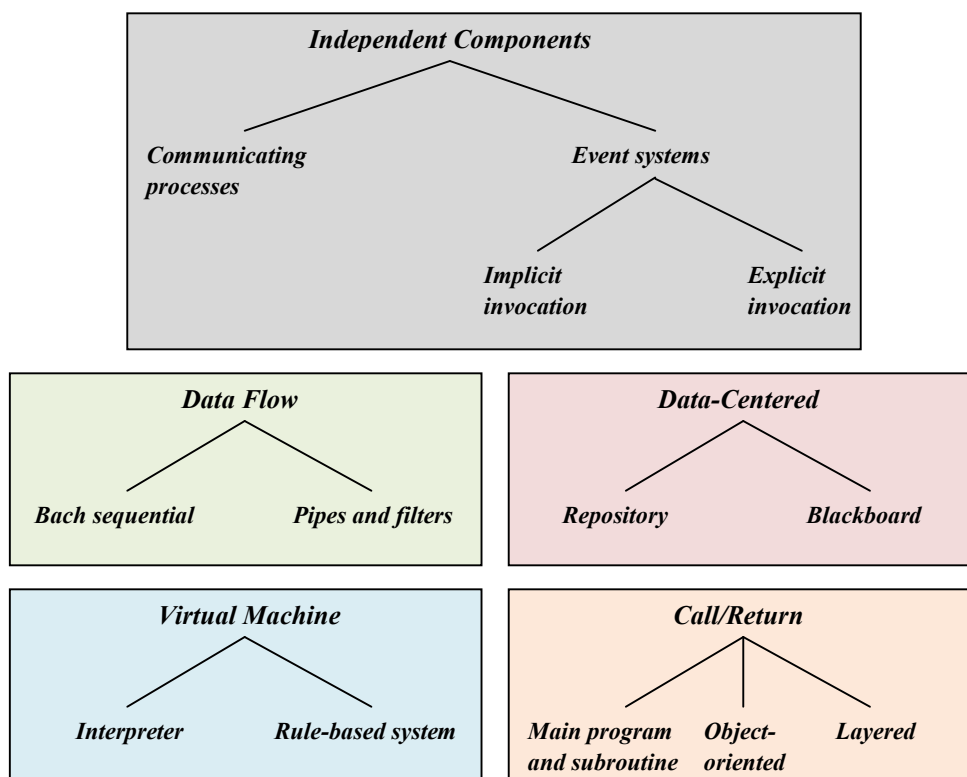 Independent Components
Communicating
processes
Event systems
Implicit
invocation
Explicit
invocation
Data Flow
Bach sequential
Pipes and filters
Data-Centered
Repository
Blackboard
Virtual Machine
Interpreter
Rule-based system
Call/Return
Main program
and subroutine
Object-
oriented
Layered